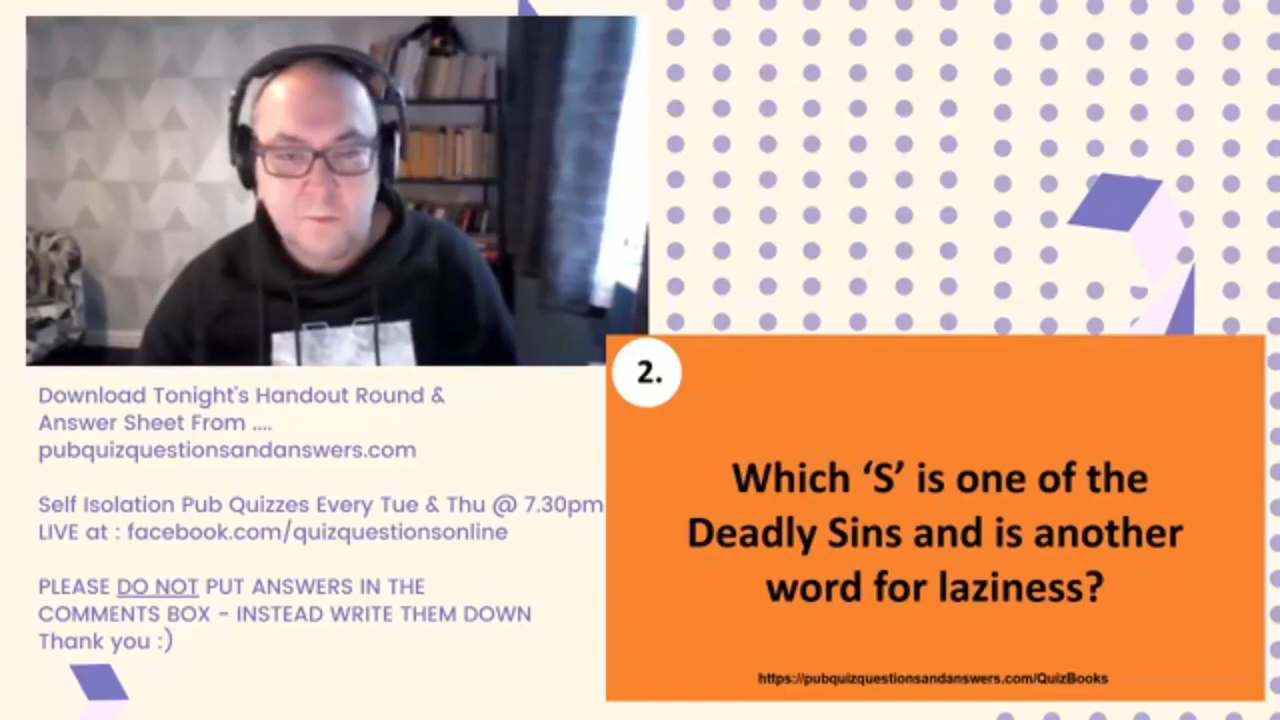 Download Tonight's Handout Round &
Answer Sheet From ....
pubquizquestionsandanswers.com
Self Isolation Pub Quizzes Every Tue & Thu @ 7.30pm
LIVE at : facebook.com/quizquestionsonline
PLEASE DO NOT PUT ANSWERS IN THE
COMMENTS BOX - INSTEAD WRITE THEM DOWN
Thank you :)
2.
Which ‘S’ is one of the
Deadly Sins and is another
word for laziness?
https://pubquizquestionsandanswers.com/QuizBooks